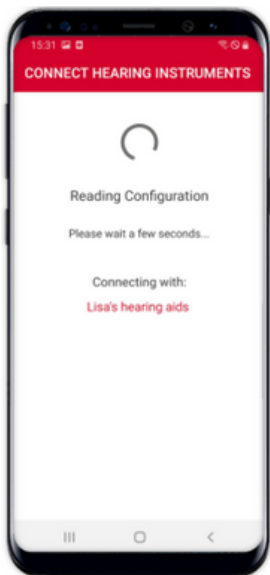 15:31
CONNECT HEARING INSTRUMENTS
Reading Configuration
Please wait a few seconds...
Connecting with:
Lisa's hearing aids